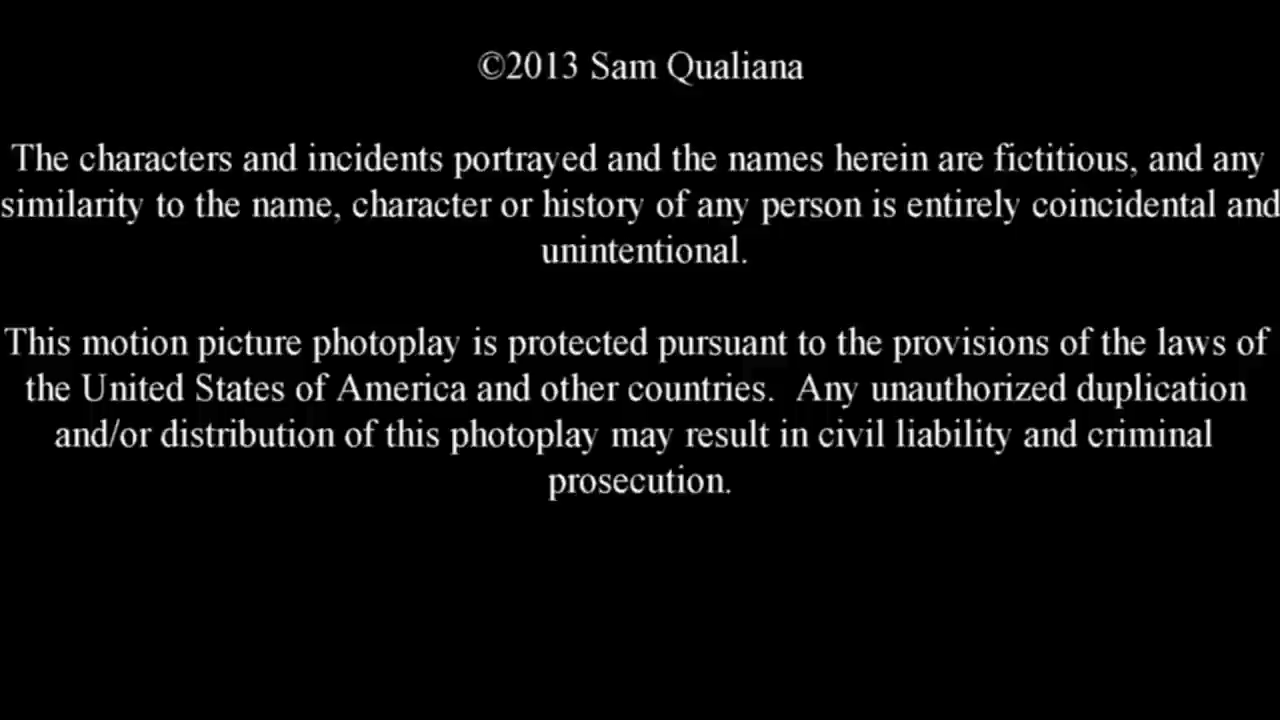 ©2013 Sam Qualiana
The characters and incidents portrayed and the names herein are fictitious, and any
similarity to the name, character or history of any person is entirely coincidental and
unintentional.
This motion picture photoplay is protected pursuant to the provisions of the laws of
the United States of America and other countries.  Any unauthorized duplication
and/or distribution of this photoplay may result in civil liability and criminal
prosecution.